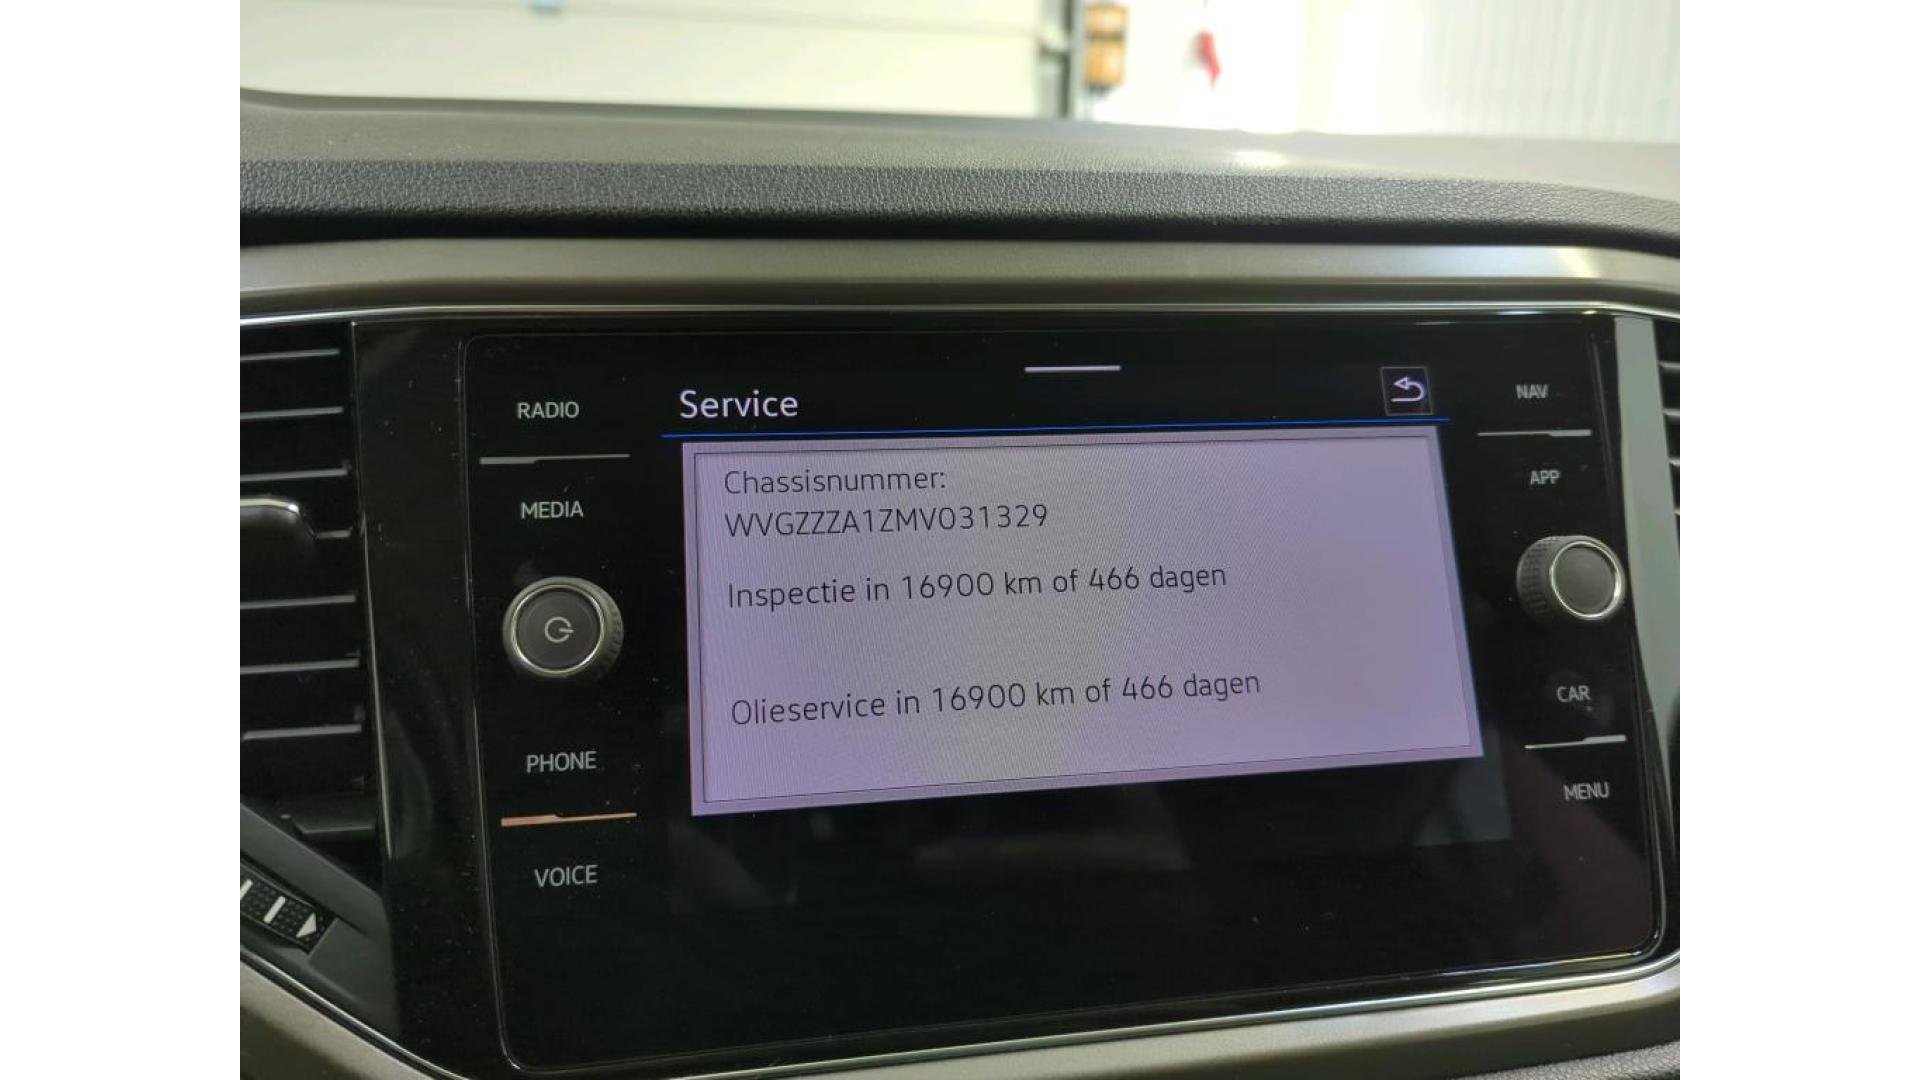 RADIO
MEDIA
PHONE
VOICE
Service
Chassisnummer:
WVGZZZA1ZMV031329
Inspectie in 16900 km of 466 dagen
Olieservice in 16900 km of 466 dagen
NAV
APP
CAR
MENU